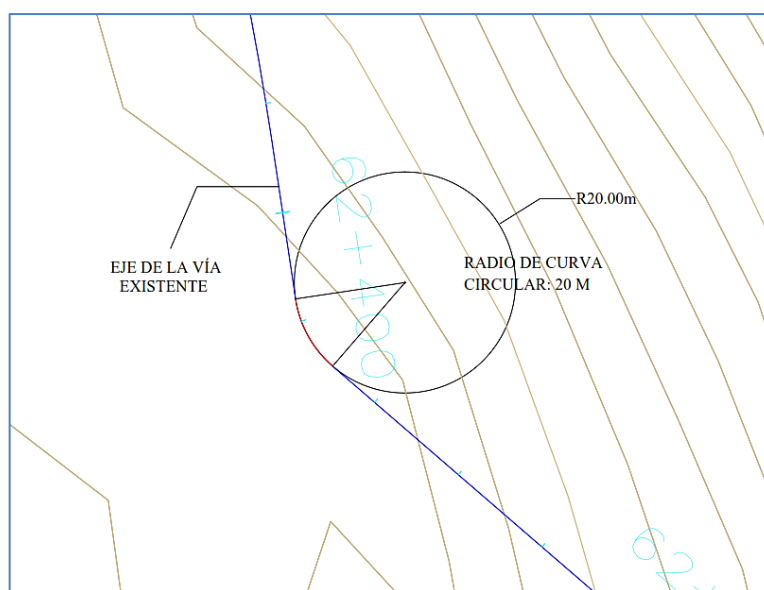 62+400
R20.00m
RADIO DE CURVA
CIRCULAR: 20 M
EJE DE LA VÍA
EXISTENTE